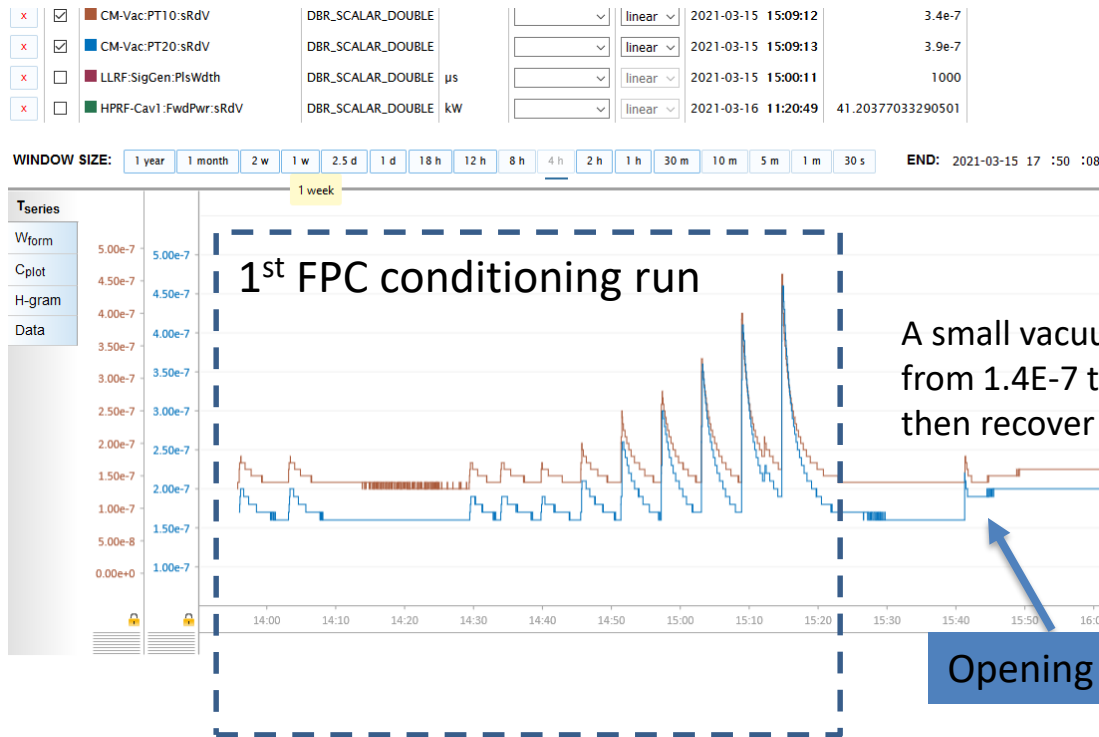 x CM-Vac:PT10:sRdV DBR_SCALAR_DOUBLE linear 2021-03-15 15:09:12 3.4e-7
x CM-Vac:PT20:sRdV DBR_SCALAR_DOUBLE linear 2021-03-15 15:09:13 3.9e-7
x LLRF:SigGen:PlsWdth DBR_SCALAR_DOUBLE µs linear 2021-03-15 15:00:11 1000
x HPRF-Cav1:FwdPwr:sRdV DBR_SCALAR_DOUBLE kW linear 2021-03-16 11:20:49 41.20377033290501
WINDOW SIZE: 1 year 1 month 2 w 1 w 2.5 d 1 d 18 h 12 h 8 h 4 h 2 h 1 h 30 m 10 m 5 m 1 m 30 s END: 2021-03-15 17 :50 :08
1 week
Tseries
Wform
Cplot
H-gram
Data
5.00e-7 5.00e-7
4.50e-7 4.50e-7
4.00e-7 4.00e-7
3.50e-7 3.50e-7
3.00e-7 3.00e-7
2.50e-7 2.50e-7
2.00e-7 2.00e-7
1.50e-7 1.50e-7
1.00e-7 1.00e-7
5.00e-8
0.00e+0
1st FPC conditioning run
A small vacuu
from 1.4E-7 t
then recover
14:00 14:10 14:20 14:30 14:40 14:50 15:00 15:10 15:20 15:30 15:40 15:50 16:0
Opening